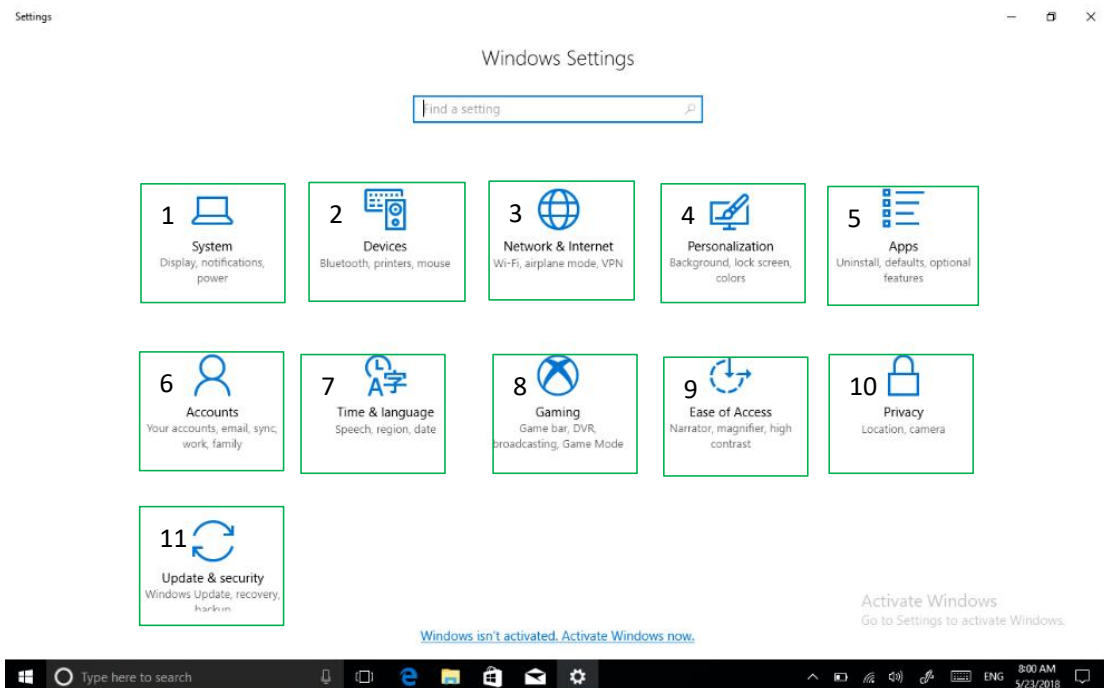 Settings
Windows Settings
Find a setting
1
System
Display, notifications,
power
2
Devices
Bluetooth, printers, mouse
3
Network & Internet
Wi-Fi, airplane mode, VPN
4
Personalization
Background, lock screen,
colors
5
Apps
Uninstall, defaults, optional
features
6
Accounts
Your accounts, email, sync,
work, family
7
A字
Time & language
Speech, region, date
8
Gaming
Game bar, DVR,
broadcasting, Game Mode
9
Ease of Access
Narrator, magnifier, high
contrast
10
Privacy
Location, camera
11
Update & security
Windows Update, recovery,
backup
Activate Windows
Go to Settings to activate Windows.
Windows isn't activated. Activate Windows now.
Type here to search
ENG
8:00 AM
5/23/2018